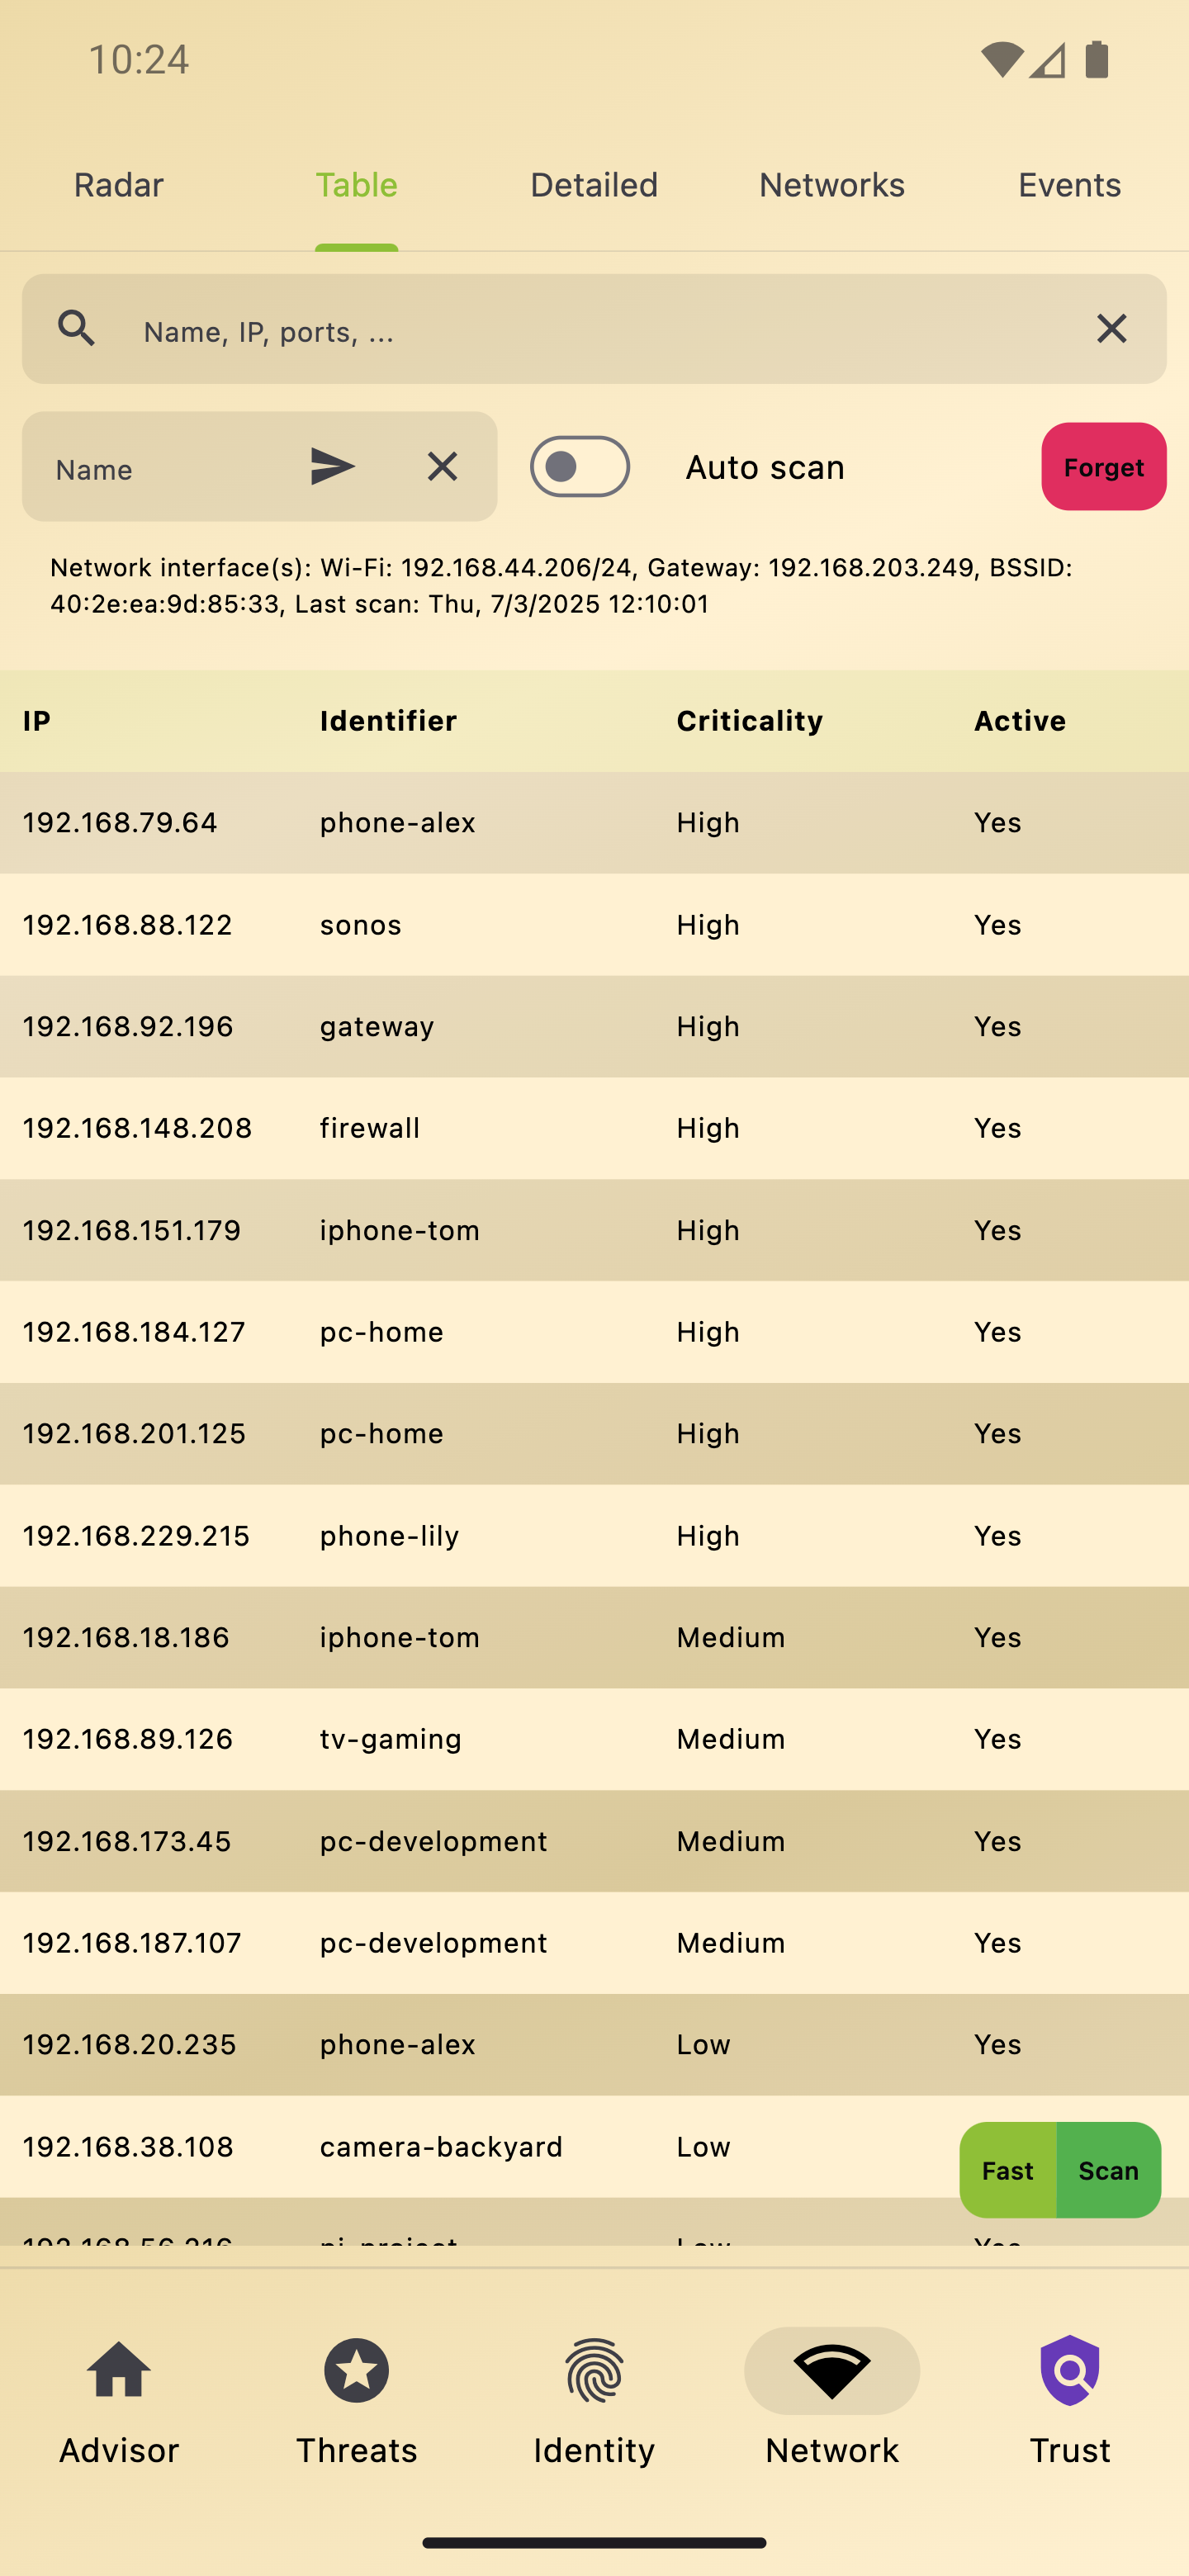 10:24
Radar Table Detailed Networks Events
Name, IP, ports, ...
Name Auto scan Forget
Network interface(s): Wi-Fi: 192.168.44.206/24, Gateway: 192.168.203.249, BSSID:
40:2e:ea:9d:85:33, Last scan: Thu, 7/3/2025 12:10:01
IP Identifier Criticality Active
192.168.79.64 phone-alex High Yes
192.168.88.122 sonos High Yes
192.168.92.196 gateway High Yes
192.168.148.208 firewall High Yes
192.168.151.179 iphone-tom High Yes
192.168.184.127 pc-home High Yes
192.168.201.125 pc-home High Yes
192.168.229.215 phone-lily High Yes
192.168.18.186 iphone-tom Medium Yes
192.168.89.126 tv-gaming Medium Yes
192.168.173.45 pc-development Medium Yes
192.168.187.107 pc-development Medium Yes
192.168.20.235 phone-alex Low Yes
192.168.38.108 camera-backyard Low
Fast Scan
Low Yes
Advisor Threats Identity Network Trust